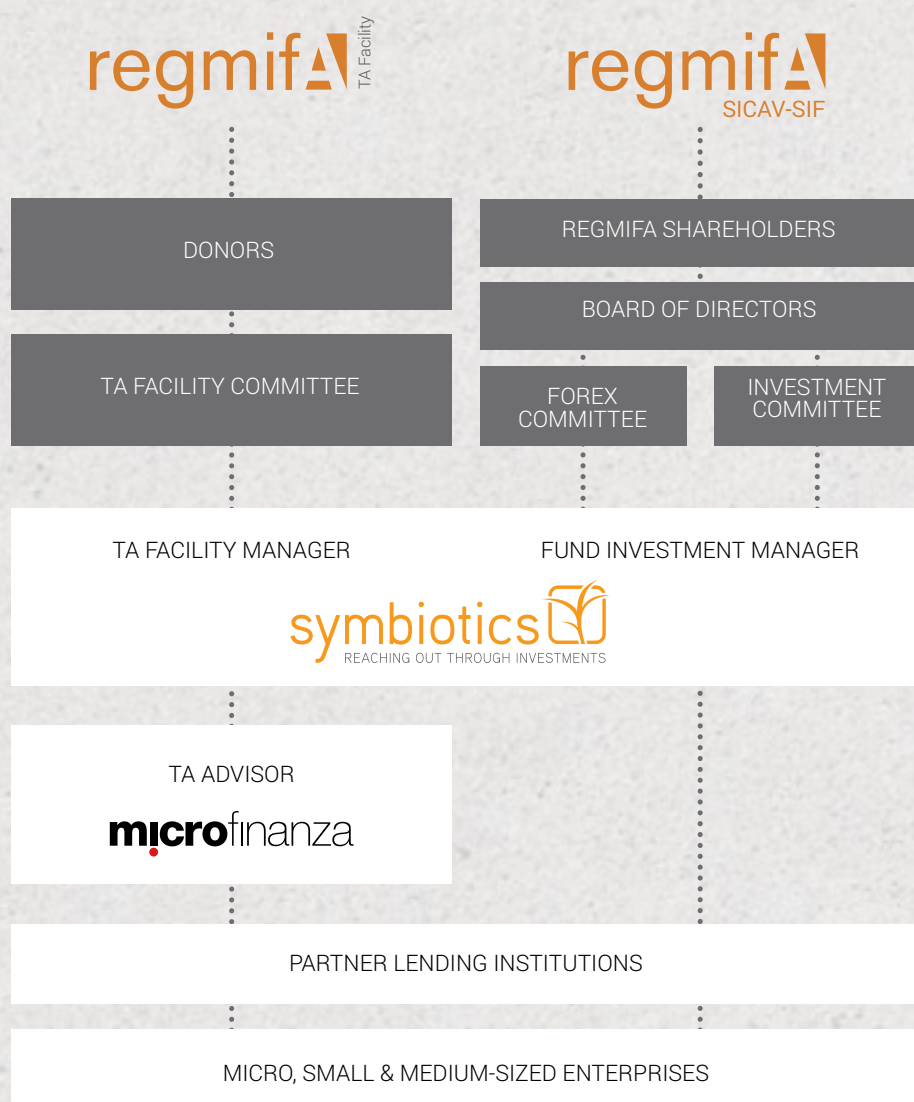 regmifA
TA Facility
regmifA
SICAV-SIF
DONORS
TA FACILITY COMMITTEE
REGMIFA SHAREHOLDERS
BOARD OF DIRECTORS
FOREX
COMMITTEE
INVESTMENT
COMMITTEE
TA FACILITY MANAGER
FUND INVESTMENT MANAGER
symbiotics
REACHING OUT THROUGH INVESTMENTS
TA ADVISOR
microfinanza
PARTNER LENDING INSTITUTIONS
MICRO, SMALL & MEDIUM-SIZED ENTERPRISES